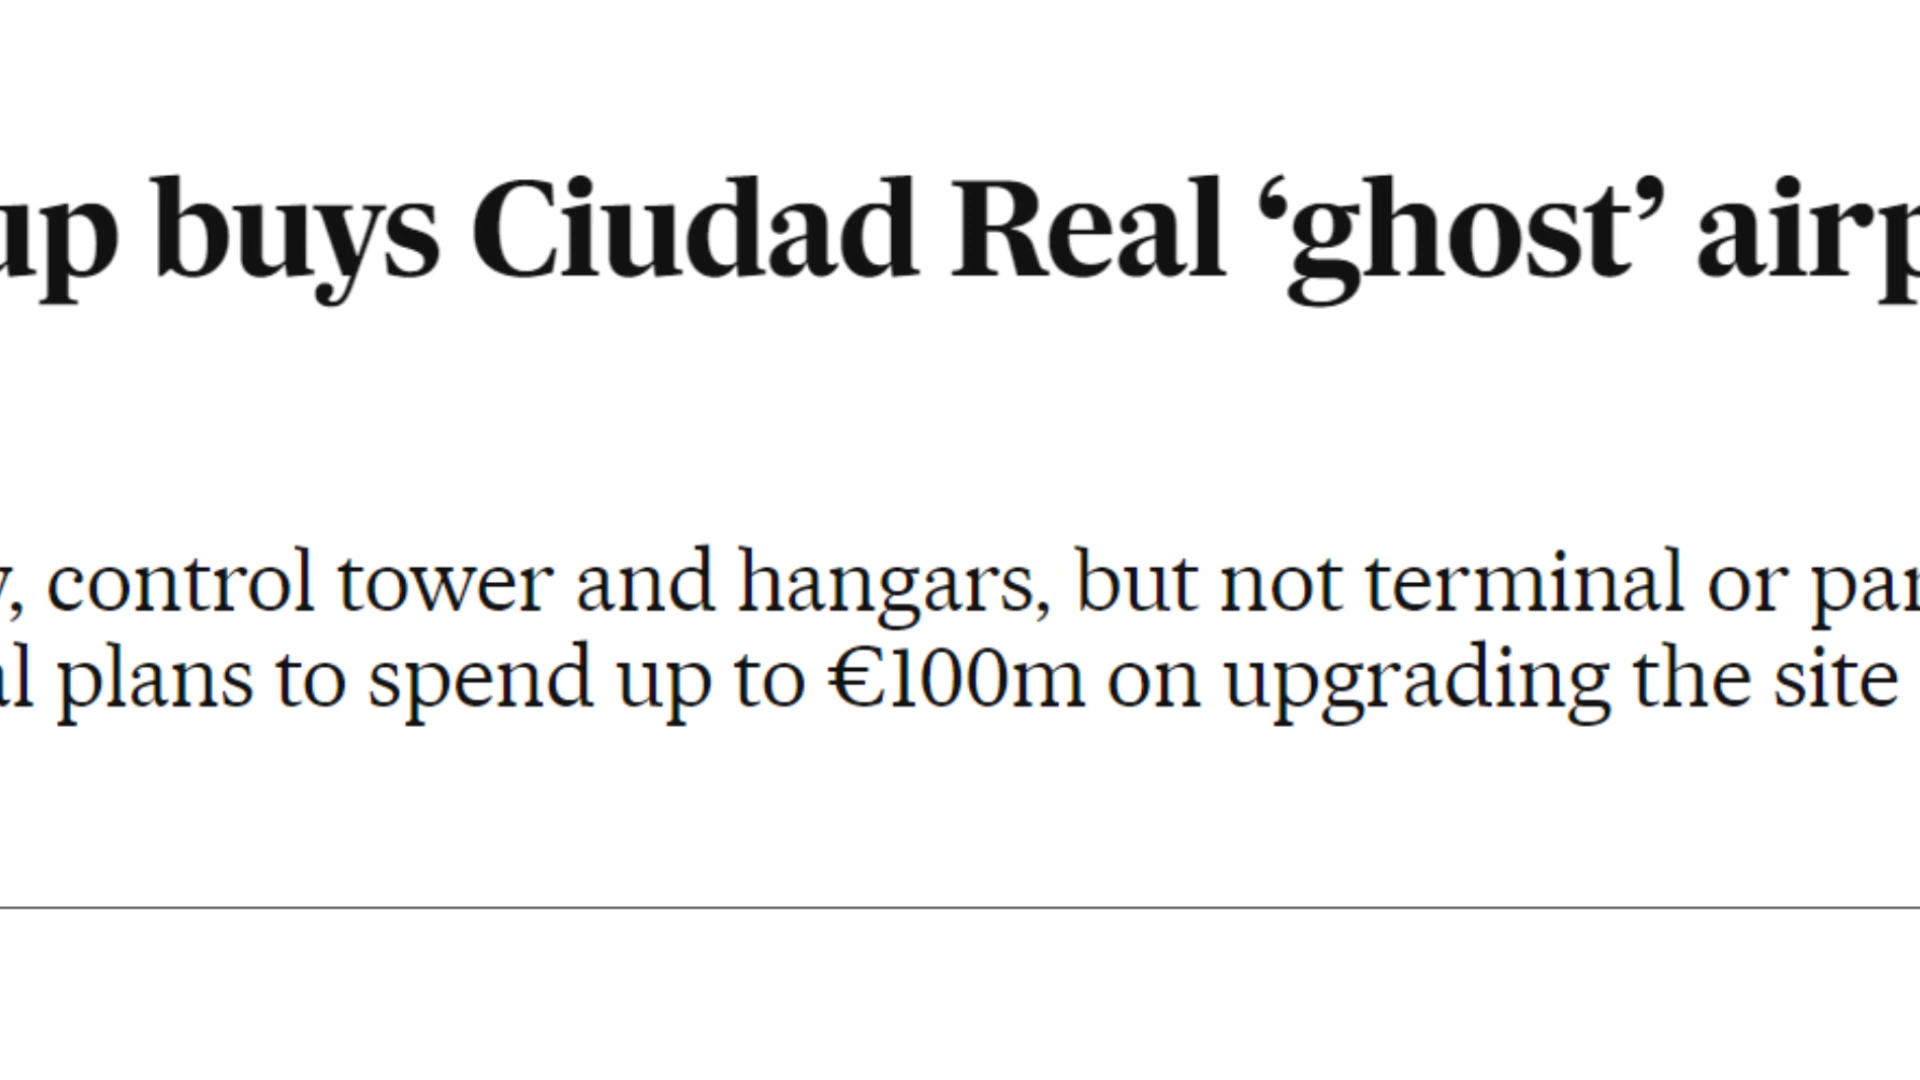 up buys Ciudad Real ‘ghost’ airp
, control tower and hangars, but not terminal or par
al plans to spend up to €100m on upgrading the site